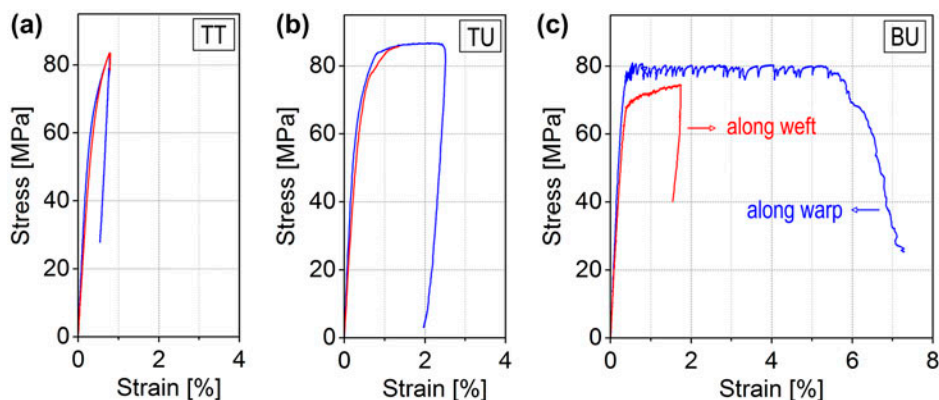 (a)
TT
Stress [MPa]
80
60
40
20
0
0 2 4
Strain [%]
(b)
TU
Stress [MPa]
80
60
40
20
0
0 2 4
Strain [%]
(c)
BU
Stress [MPa]
80
60
40
20
0
along weft
along warp
0 2 4 6 8
Strain [%]